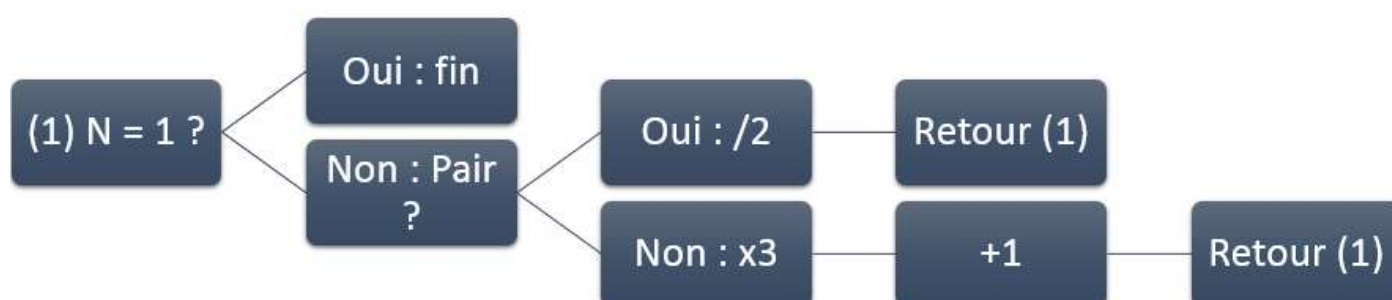 (1) N = 1 ?
Oui : fin
Non : Pair
?
Oui : /2
Retour (1)
Non : x3
+1
Retour (1)